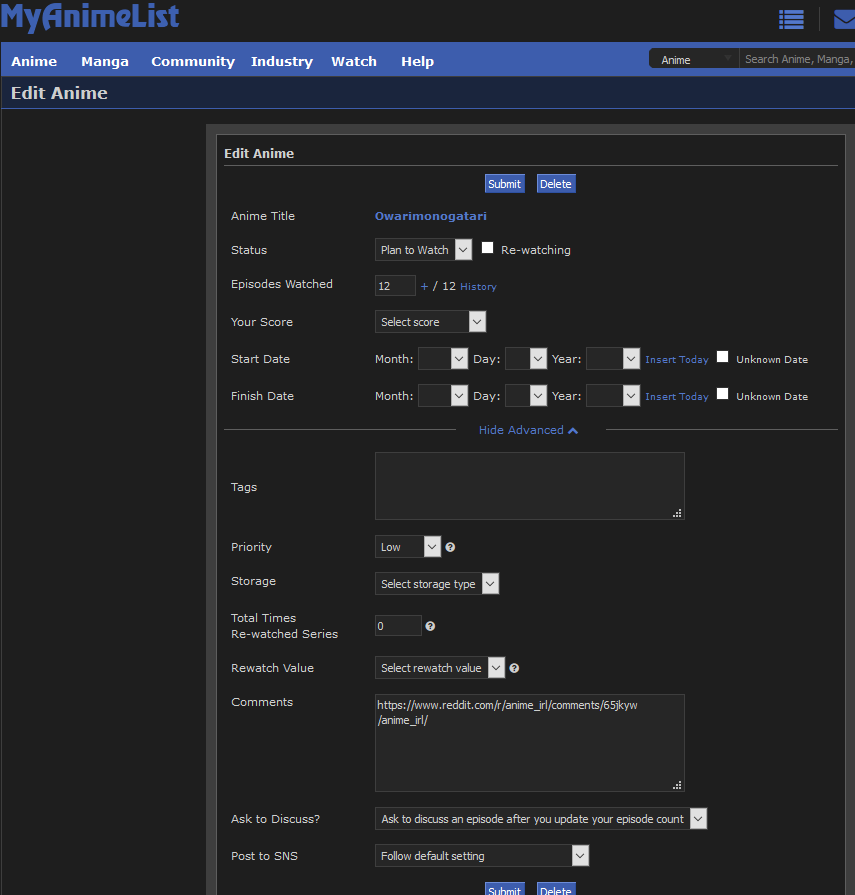 MyAnimeList
Anime Manga Community Industry Watch Help Anime Search Anime, Manga,
Edit Anime
Edit Anime
Submit Delete
Anime Title Owarimonogatari
Status Plan to Watch Re-watching
Episodes Watched 12 + / 12 History
Your Score Select score
Start Date Month: Day: Year: Insert Today Unknown Date
Finish Date Month: Day: Year: Insert Today Unknown Date
Hide Advanced
Tags
Priority Low ?
Storage Select storage type
Total Times
Re-watched Series 0 ?
Rewatch Value Select rewatch value ?
Comments https://www.reddit.com/r/anime_irl/comments/65jkyw
/anime_irl/
Ask to Discuss? Ask to discuss an episode after you update your episode count
Post to SNS Follow default setting
Submit Delete